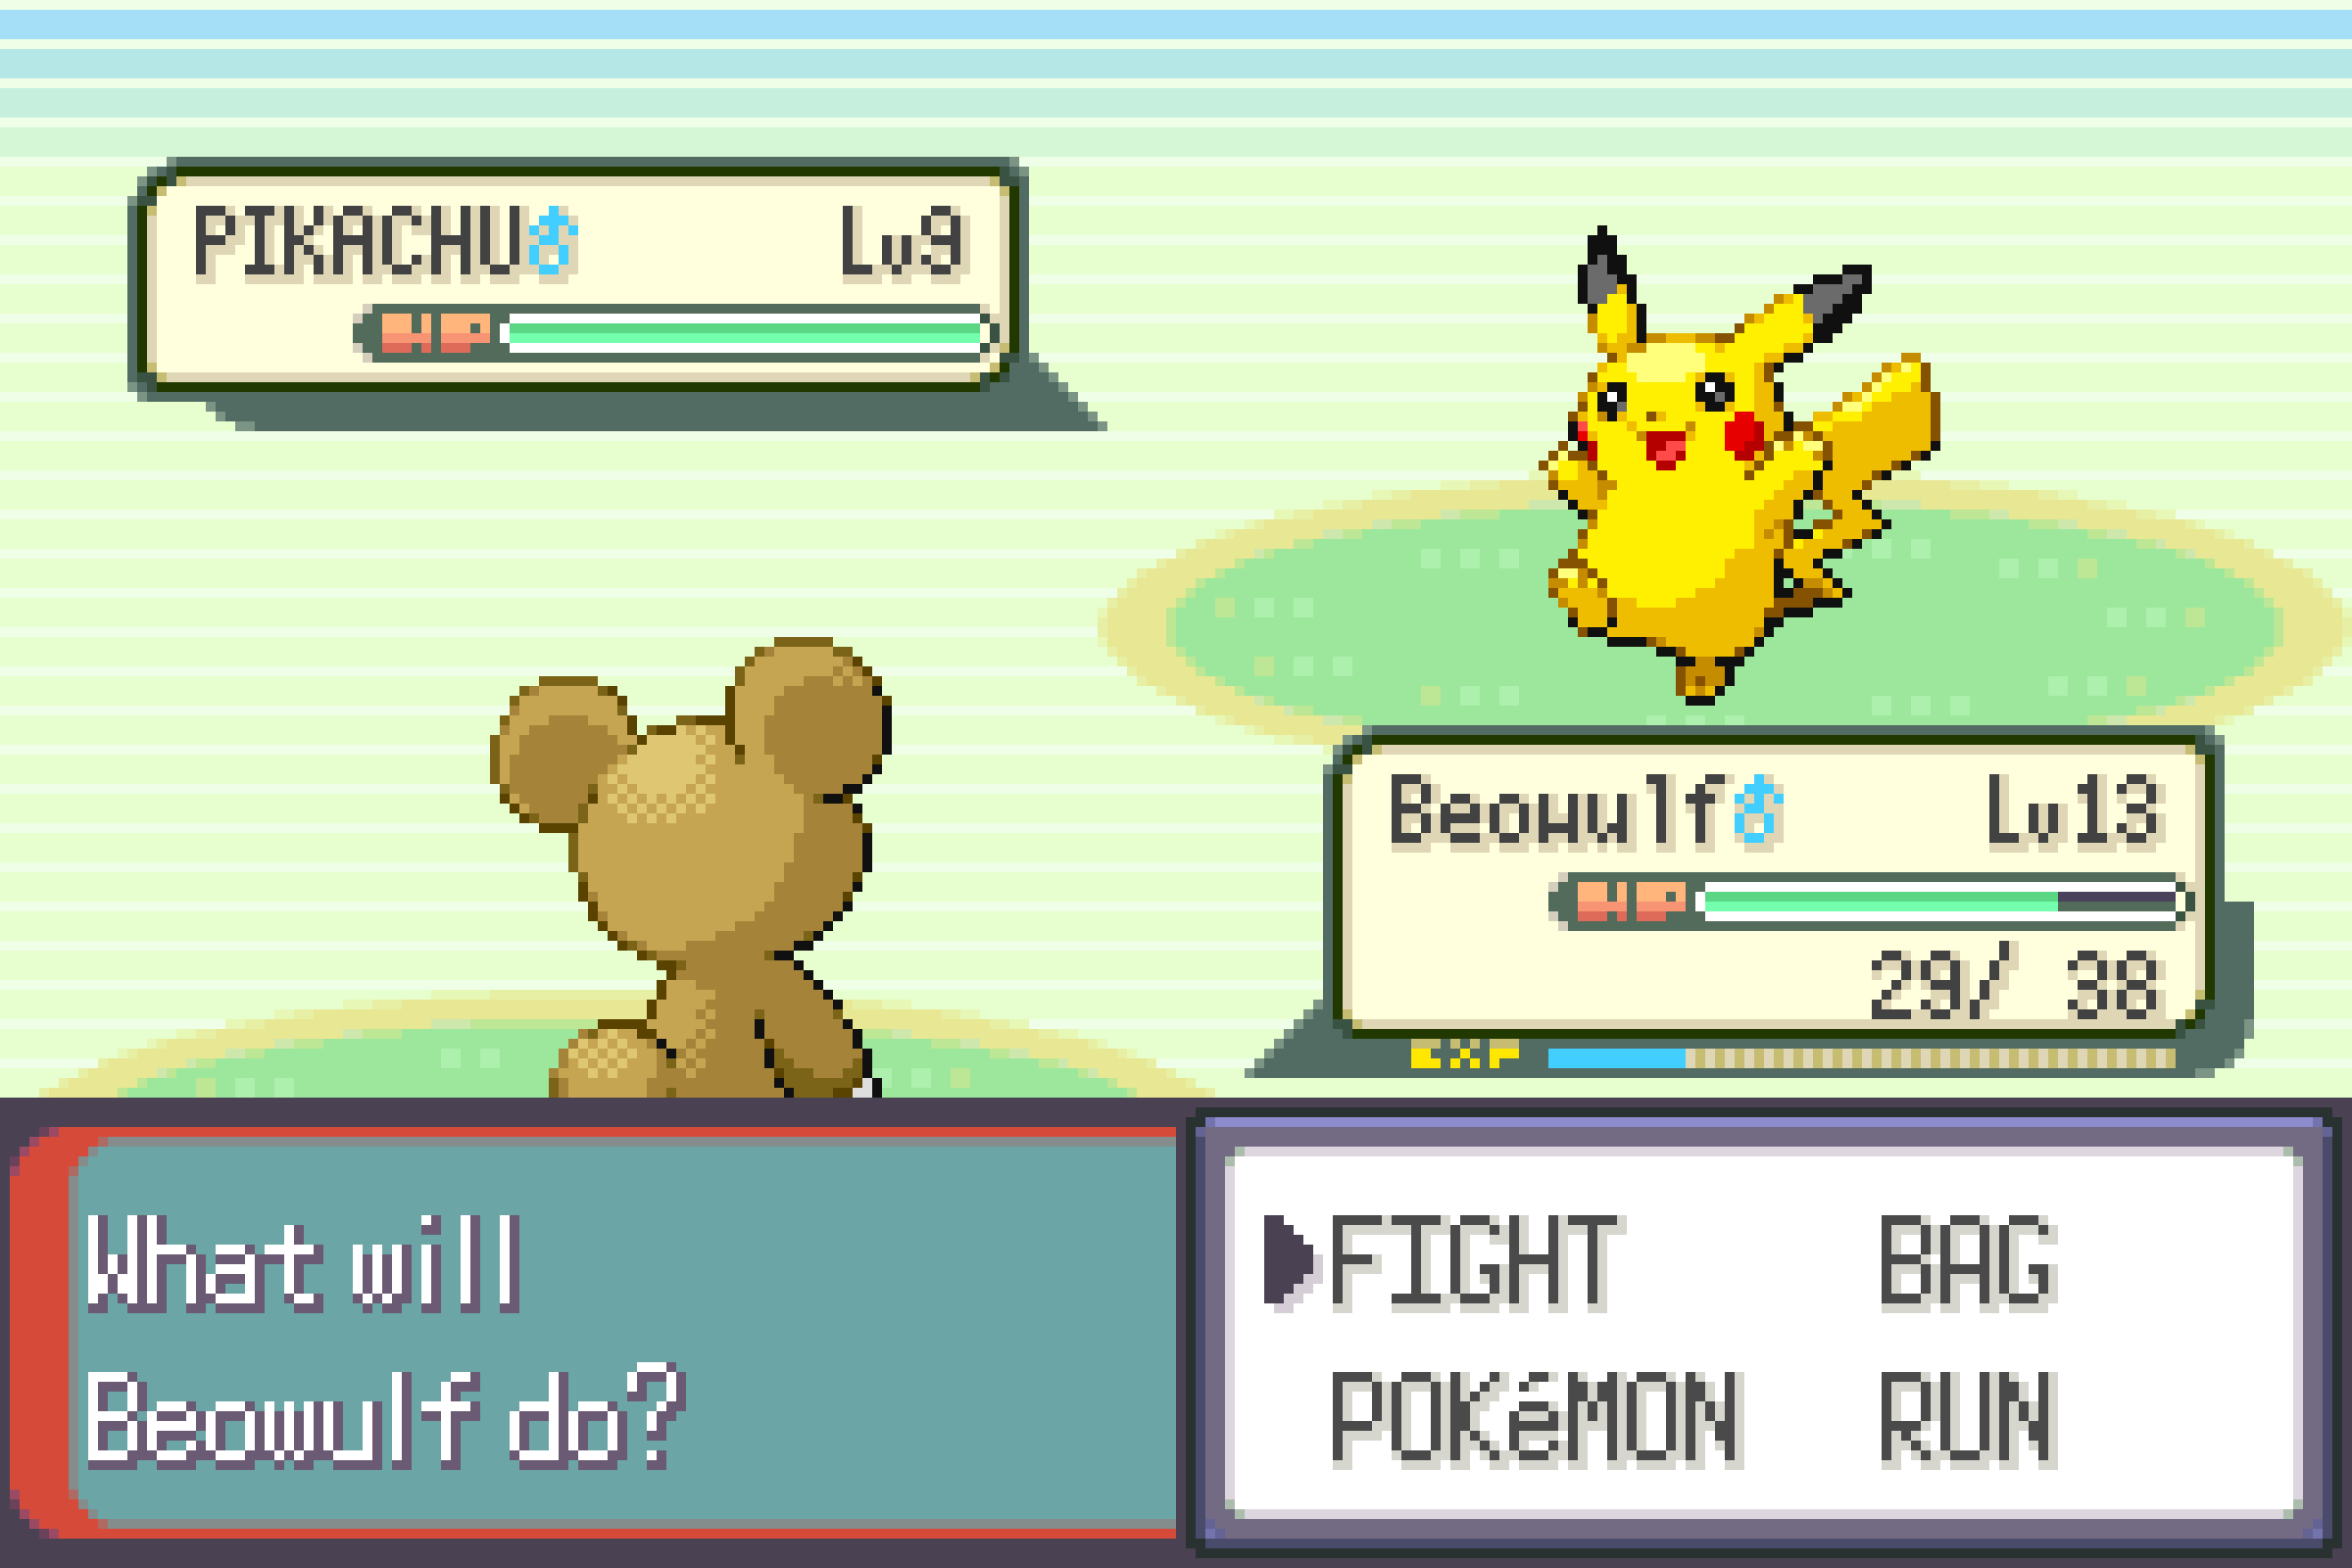 PIKACHU♂ Lv9
HP
Beowulf♂ Lv13
HP
29/ 38
EXP
What will
Beowulf do?
FIGHT BAG
POKéMON RUN